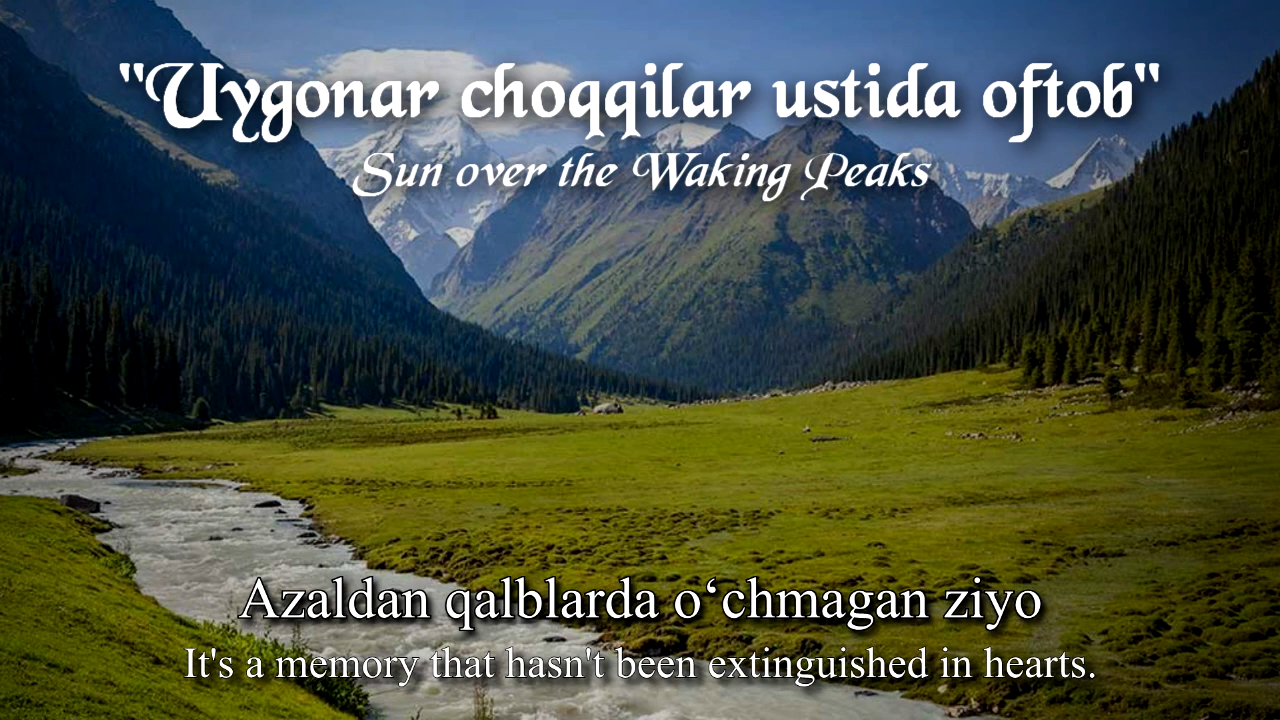 "Uygonar choqqilar ustida oftob"
Sun over the Waking Peaks
Azaldan qalblarda o‘chmagan ziyo
It's a memory that hasn't been extinguished in hearts.